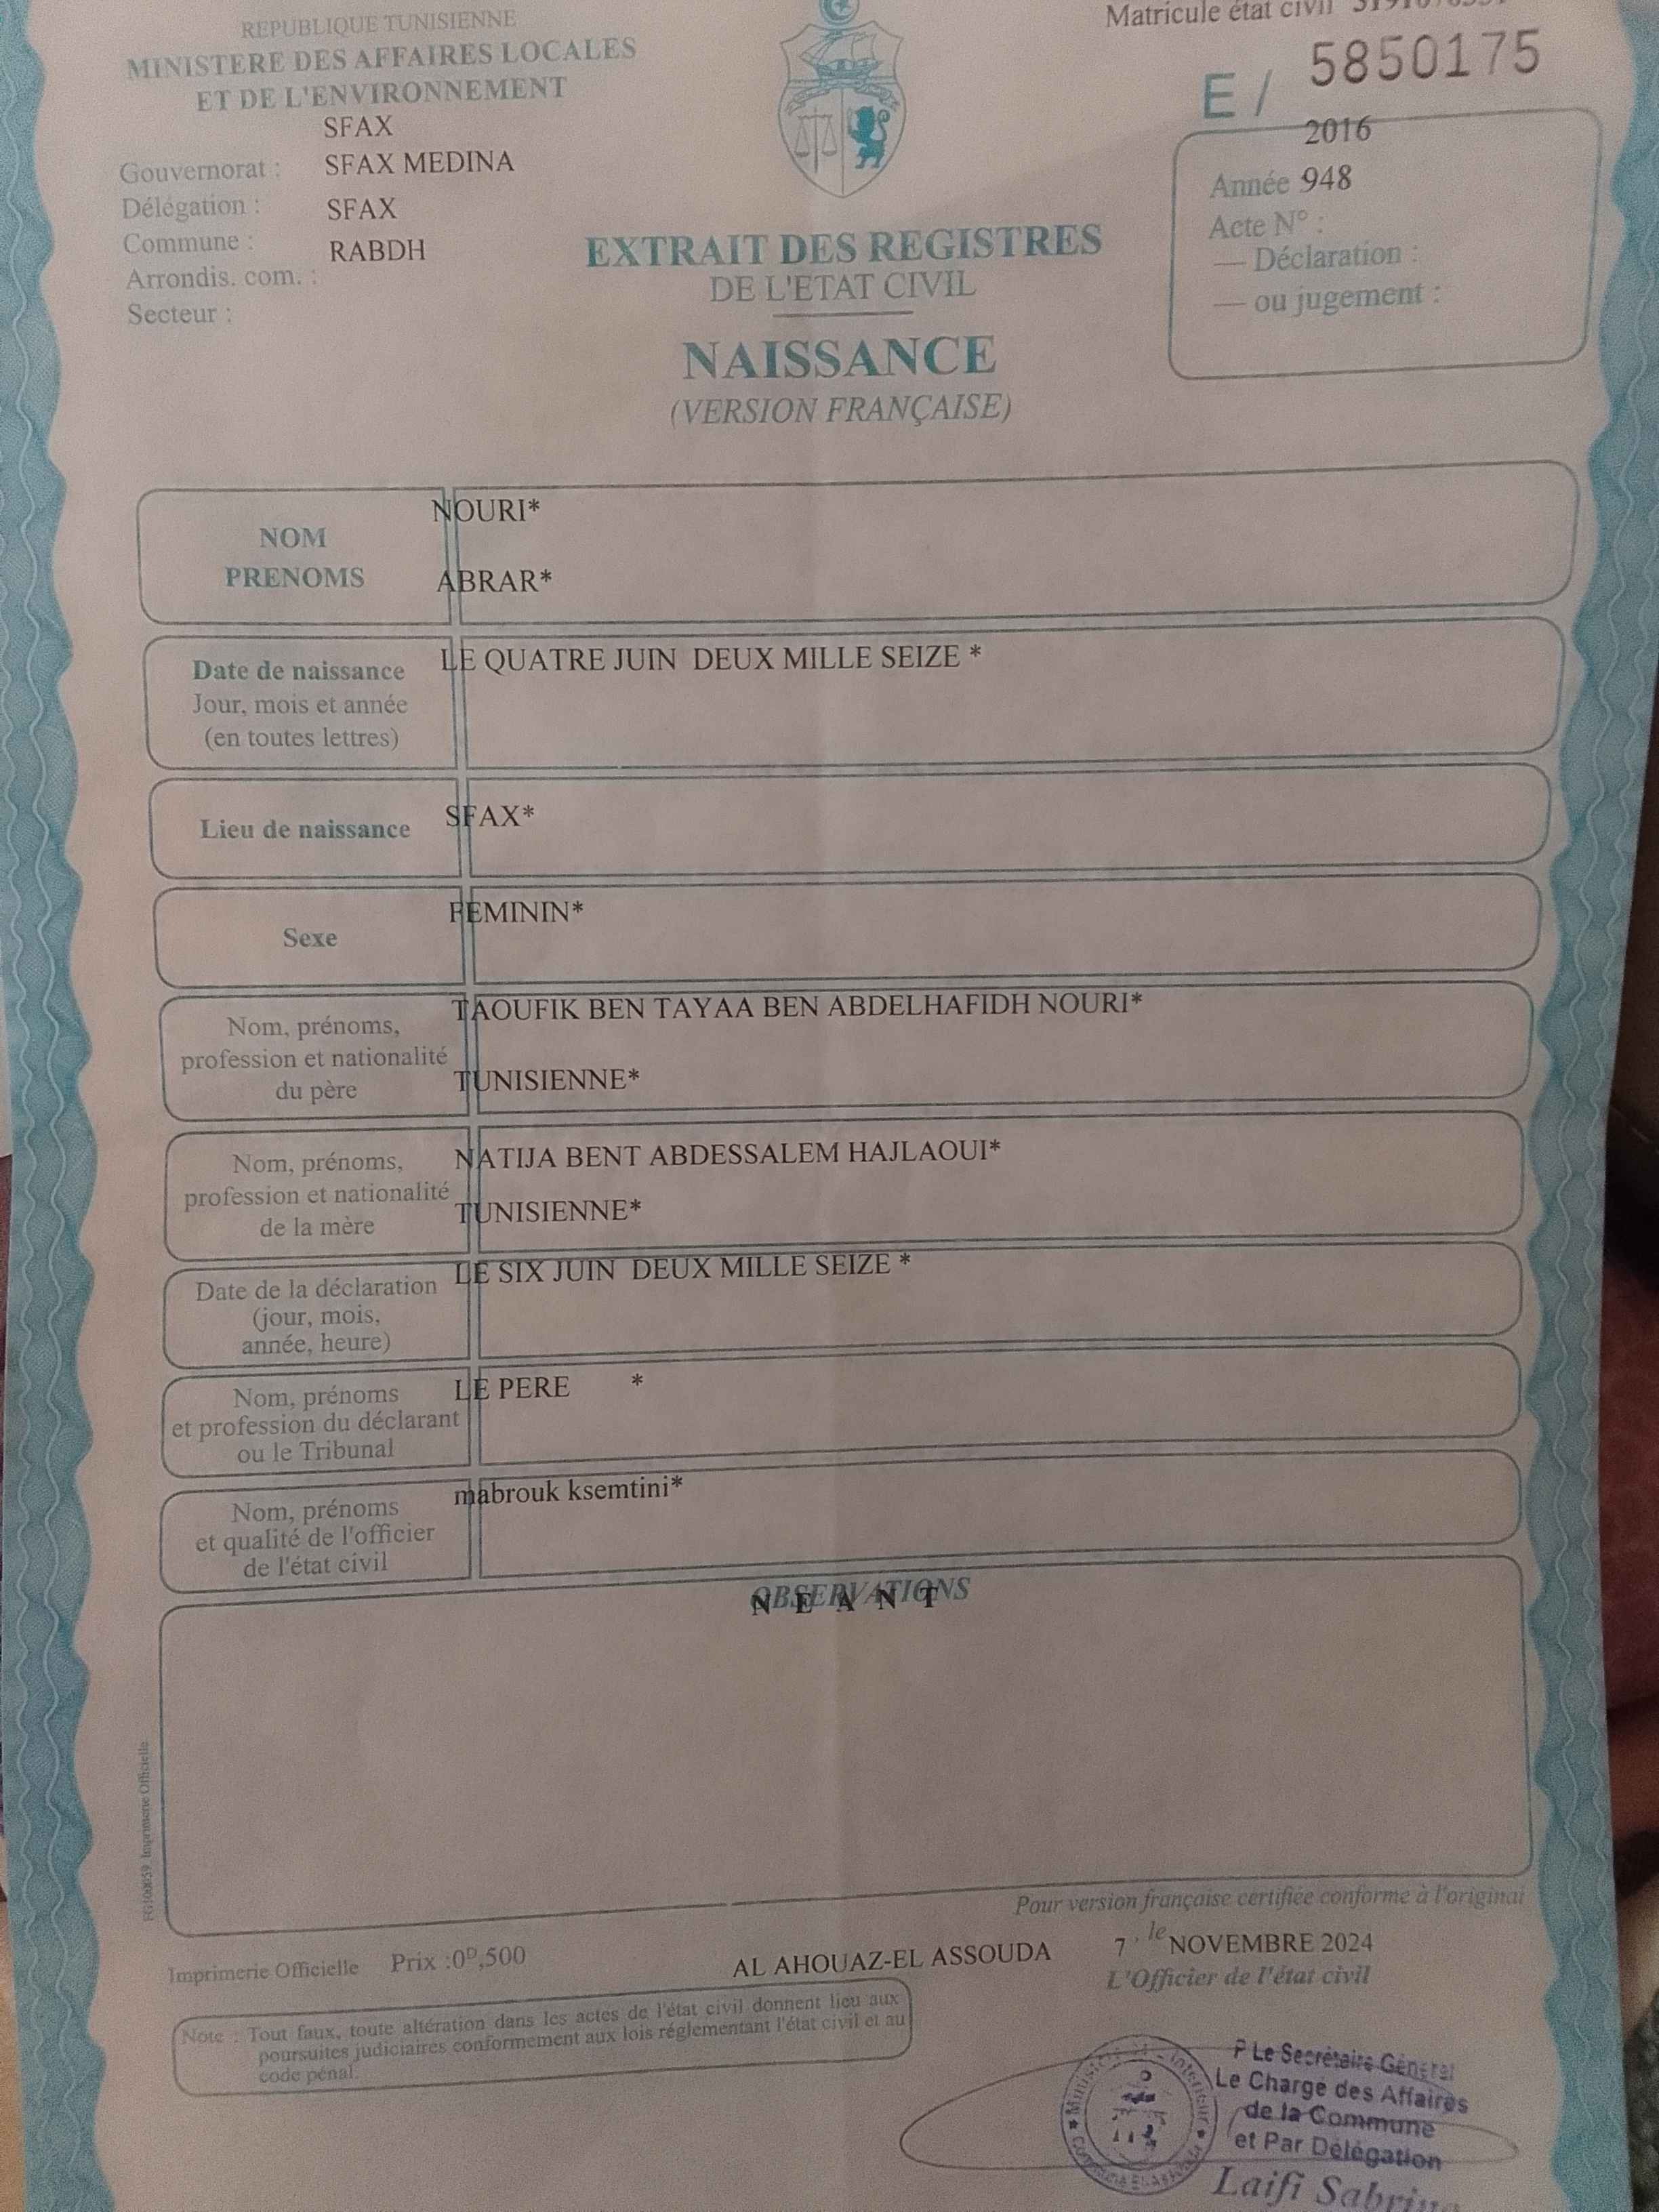 REPUBLIQUE TUNISIENNE
MINISTERE DES AFFAIRES LOCALES
ET DE L'ENVIRONNEMENT
SFAX
Gouvernorat : SFAX MEDINA
Délégation : SFAX
Commune : RABDH
Arrondis. com. :
Secteur :
Matricule état civil
E / 5850175
2016
Année 948
Acte N° :
— Déclaration :
— ou jugement :
EXTRAIT DES REGISTRES
DE L'ETAT CIVIL
NAISSANCE
(VERSION FRANÇAISE)
NOM NOURI*
PRENOMS ABRAR*
Date de naissance LE QUATRE JUIN DEUX MILLE SEIZE *
Jour, mois et année
(en toutes lettres)
Lieu de naissance SFAX*
Sexe FEMININ*
Nom, prénoms, TAOUFIK BEN TAYAA BEN ABDELHAFIDH NOURI*
profession et nationalité
du père TUNISIENNE*
Nom, prénoms, NATIJA BENT ABDESSALEM HAJLAOUI*
profession et nationalité
de la mère TUNISIENNE*
Date de la déclaration LE SIX JUIN DEUX MILLE SEIZE *
(jour, mois,
année, heure)
Nom, prénoms LE PERE *
et profession du déclarant
ou le Tribunal
Nom, prénoms mabrouk ksemtini*
et qualité de l'officier
de l'état civil
OBSERVATIONS
N E A N T
Imprimerie Officielle
Pour version française certifiée conforme à l'original
Imprimerie Officielle Prix :0ᴰ,500
AL AHOUAZ-EL ASSOUDA 7 , le NOVEMBRE 2024
L'Officier de l'état civil
Note : Tout faux, toute altération dans les actes de l'état civil donnent lieu aux
poursuites judiciaires conformement aux lois réglementant l'état civil et au
code pénal.
P Le Secrétaire Général
Le Charge des Affaires
de la Commune
et Par Délégation
Laifi